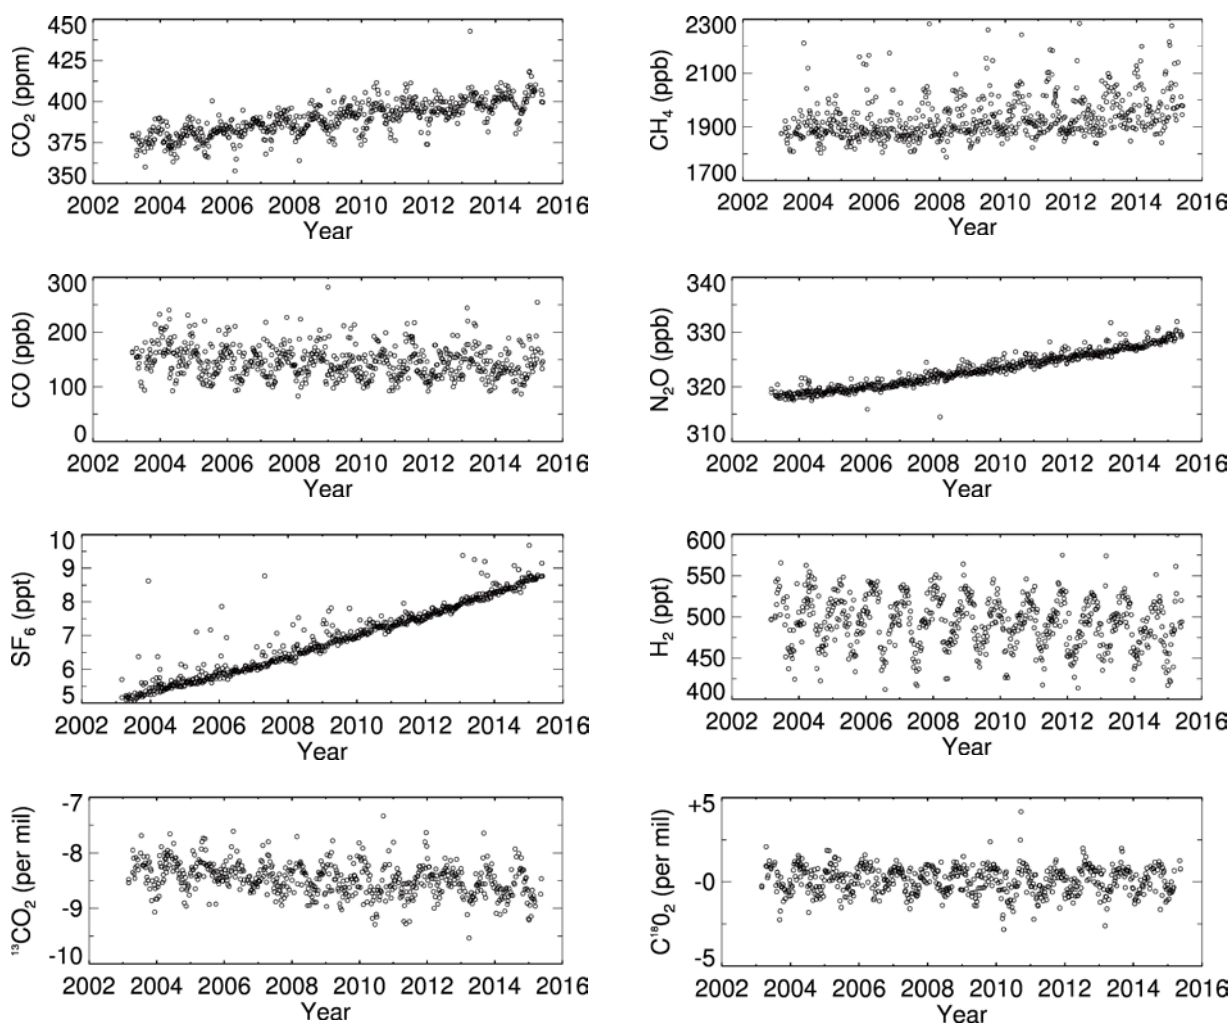 450
425
400
375
350
CO₂ (ppm)
2002 2004 2006 2008 2010 2012 2014 2016
Year
2300
2100
1900
1700
CH₄ (ppb)
2002 2004 2006 2008 2010 2012 2014 2016
Year
300
200
100
0
CO (ppb)
2002 2004 2006 2008 2010 2012 2014 2016
Year
340
330
320
310
N₂O (ppb)
2002 2004 2006 2008 2010 2012 2014 2016
Year
10
9
8
7
6
5
SF₆ (ppt)
2002 2004 2006 2008 2010 2012 2014 2016
Year
600
550
500
450
400
H₂ (ppt)
2002 2004 2006 2008 2010 2012 2014 2016
Year
-7
-8
-9
-10
¹³CO₂ (per mil)
2002 2004 2006 2008 2010 2012 2014 2016
Year
+5
-0
-5
C¹⁸0₂ (per mil)
2002 2004 2006 2008 2010 2012 2014 2016
Year